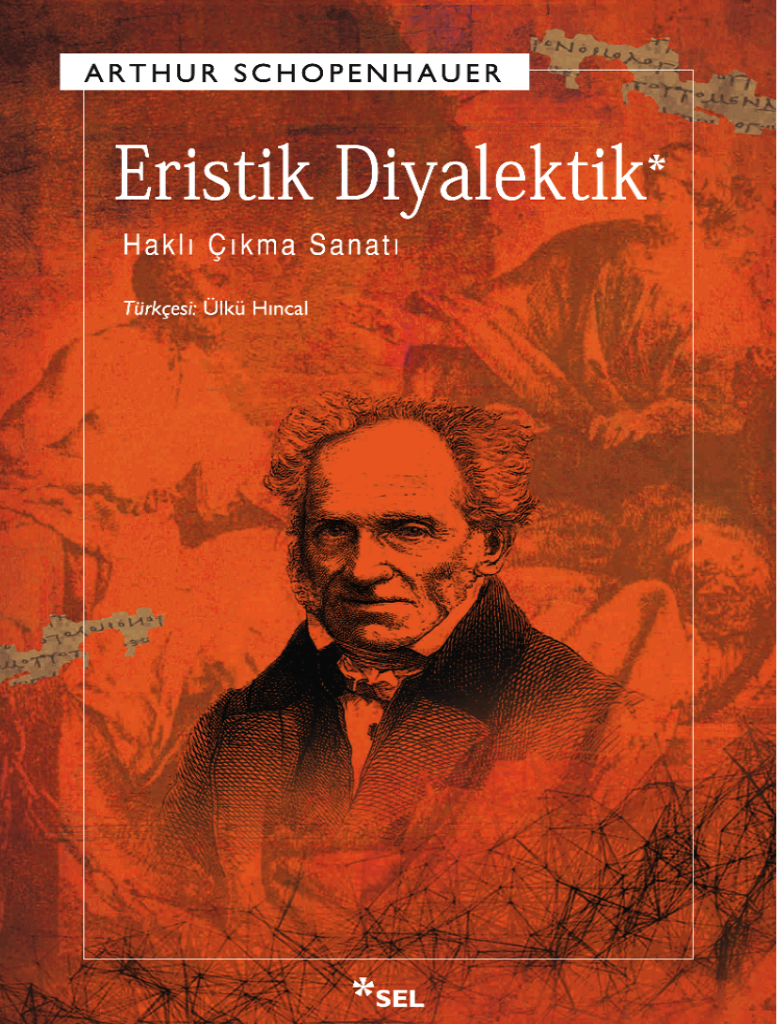 ARTHUR SCHOPENHAUER
Eristik Diyalektik*
Haklı Çıkma Sanatı
Türkçesi: Ülkü Hıncal
*SEL